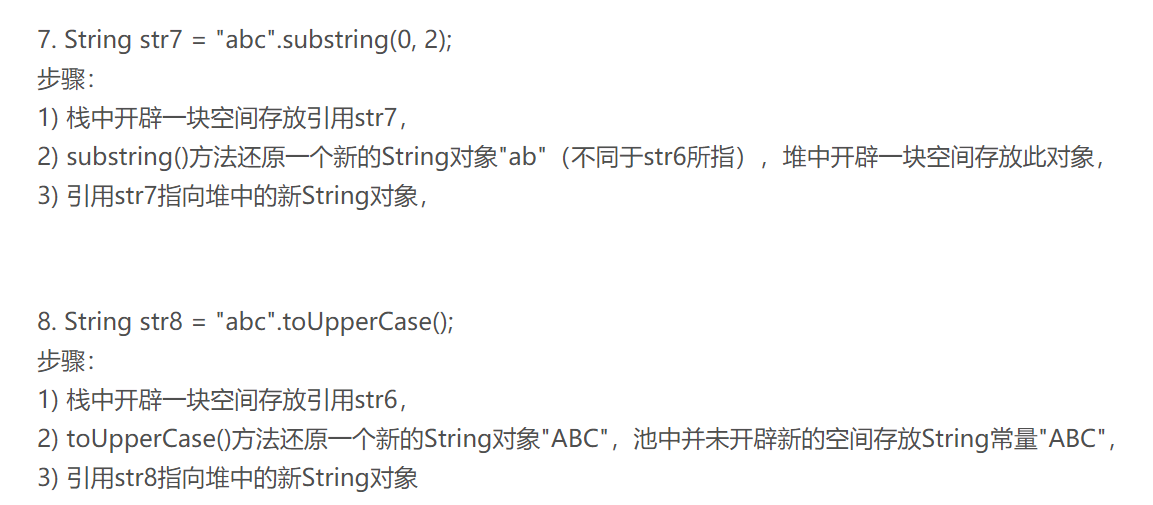 7. String str7 = "abc".substring(0, 2);
步骤：
1) 栈中开辟一块空间存放引用str7，
2) substring()方法还原一个新的String对象"ab"（不同于str6所指），堆中开辟一块空间存放此对象，
3) 引用str7指向堆中的新String对象，
8. String str8 = "abc".toUpperCase();
步骤：
1) 栈中开辟一块空间存放引用str6，
2) toUpperCase()方法还原一个新的String对象"ABC"，池中并未开辟新的空间存放String常量"ABC"，
3) 引用str8指向堆中的新String对象